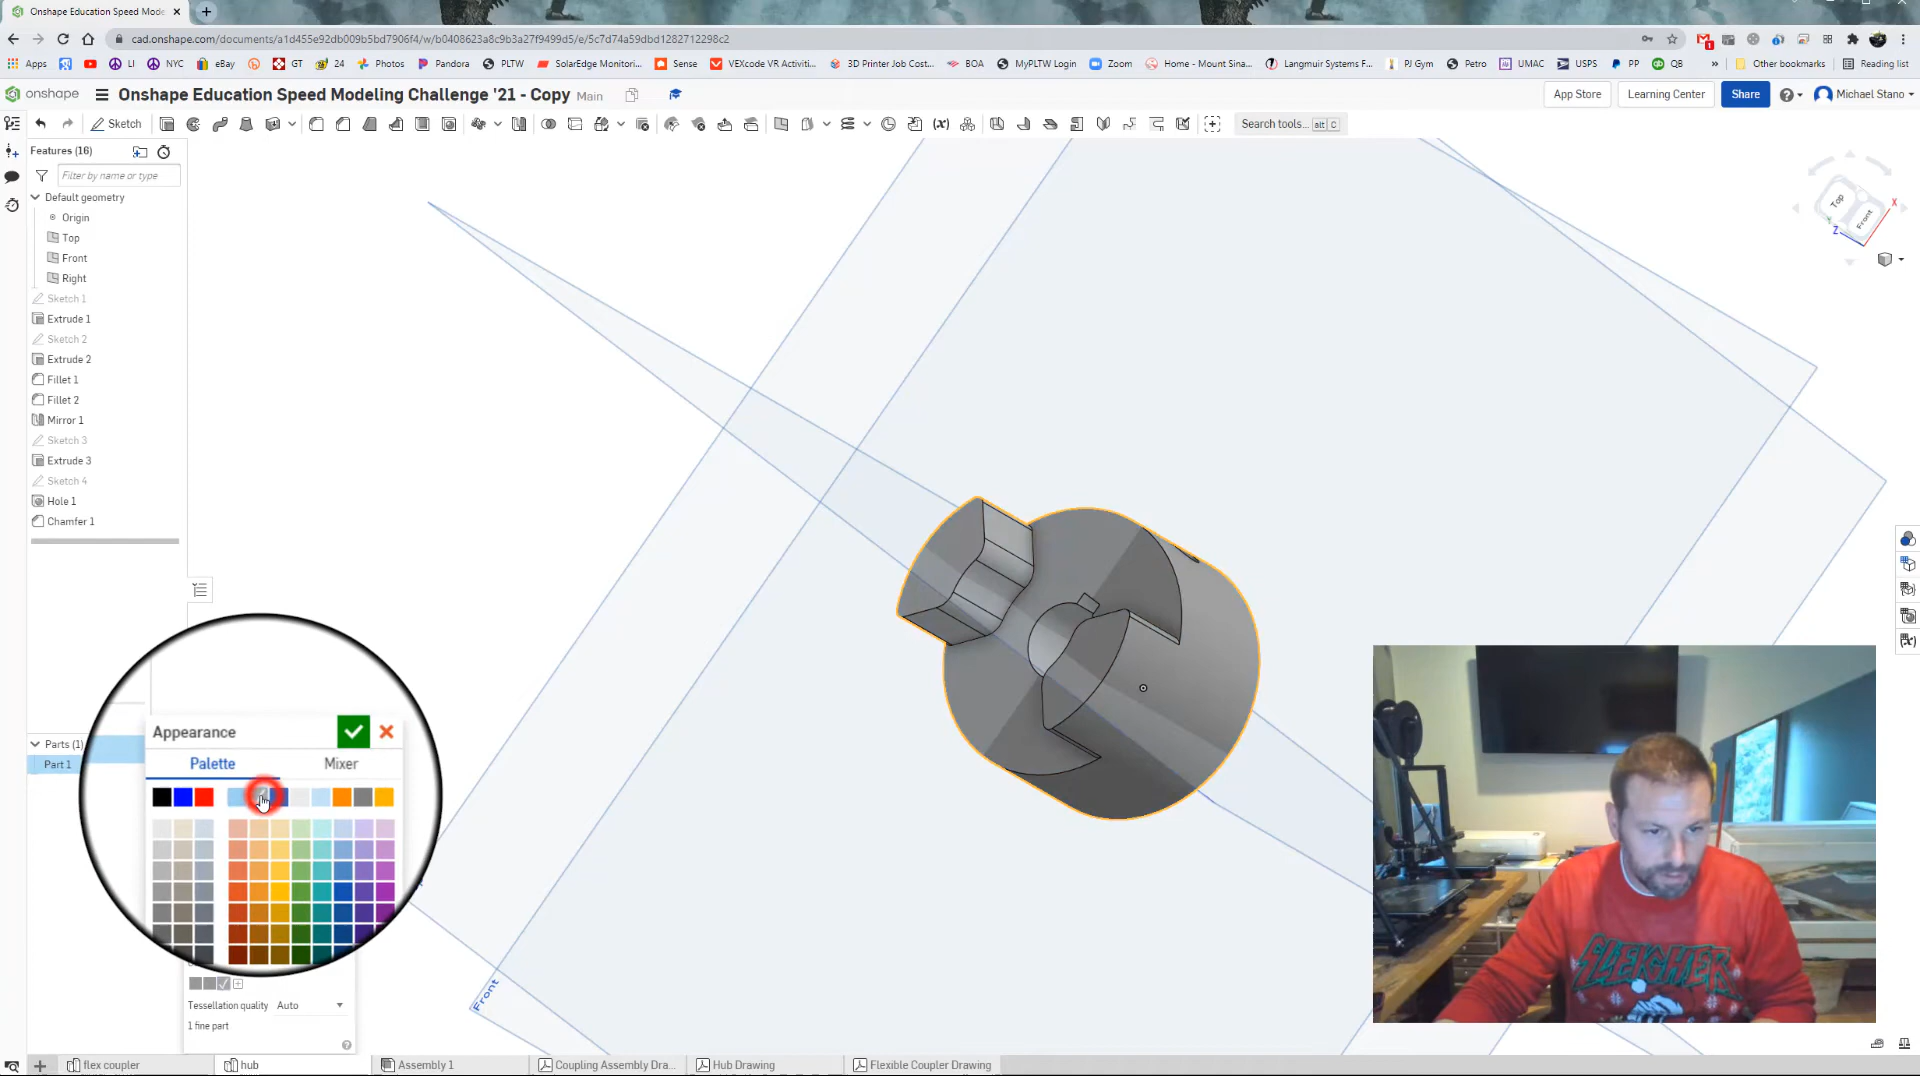 Onshape Education Speed Mode
cad.onshape.com/documents/a1d455e92db009b5bd7906f4/w/b0408623a8c9b3a27f9499d5/e/5c7d74a59dbd1282712298c2
Apps LI NYC eBay GT 24 Photos Pandora PLTW SolarEdge Monitori... Sense VEXcode VR Activiti... 3D Printer Job Cost... BOA MyPLTW Login Zoom Home - Mount Sina... Langmuir Systems F... PJ Gym Petro UMAC USPS PP QB » Other bookmarks Reading list
onshape Onshape Education Speed Modeling Challenge '21 - Copy Main App Store Learning Center Share Michael Stano
Sketch Search tools... alt C
Features (16)
Filter by name or type
Default geometry
Origin
Top
Front
Right
Sketch 1
Extrude 1
Sketch 2
Extrude 2
Fillet 1
Fillet 2
Mirror 1
Sketch 3
Extrude 3
Sketch 4
Hole 1
Chamfer 1
Top Front X Z
Parts (1)
Part 1
Appearance
Palette Mixer
Front
Tessellation quality Auto
1 fine part
SLEIGHER
flex coupler hub Assembly 1 Coupling Assembly Dra... Hub Drawing Flexible Coupler Drawing